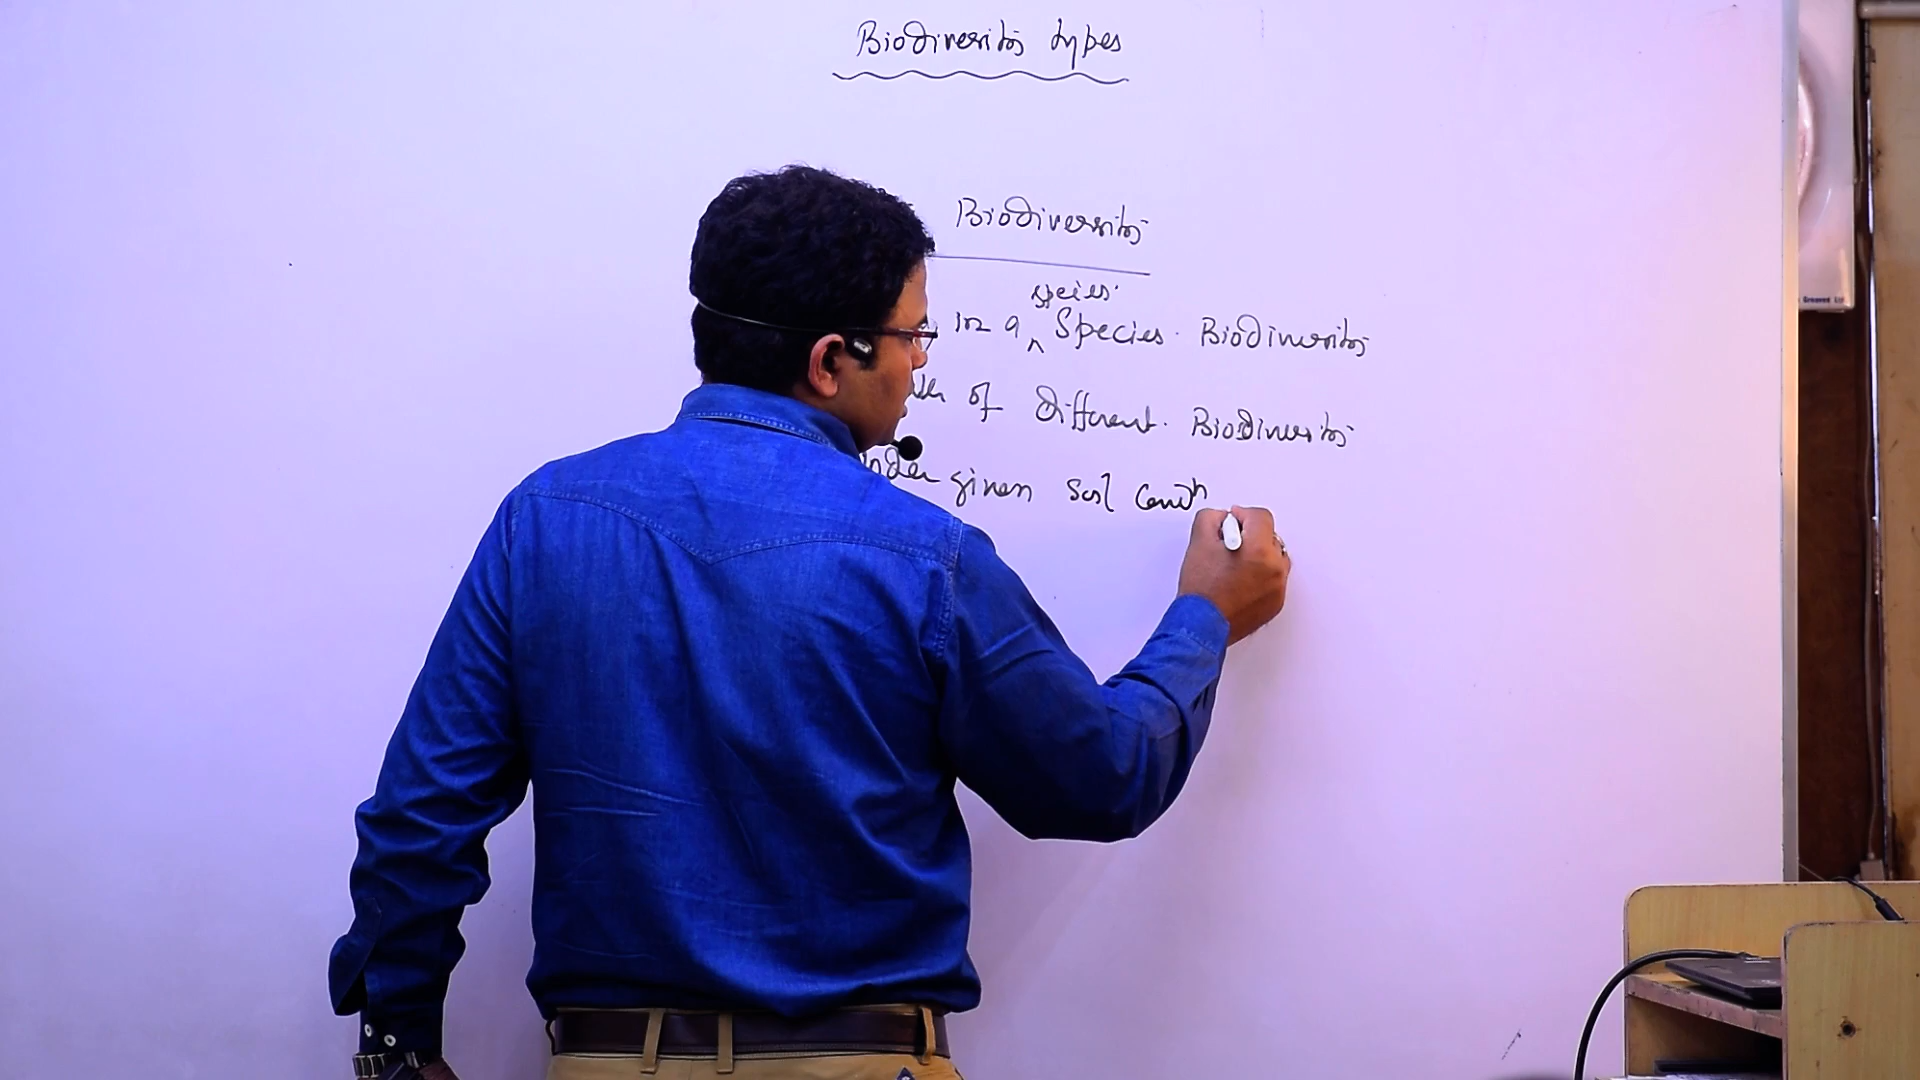 Biodiversity types
Biodiversity
species.
in a ^ Species. Biodiversity
of different. Biodiversity
given soil condn